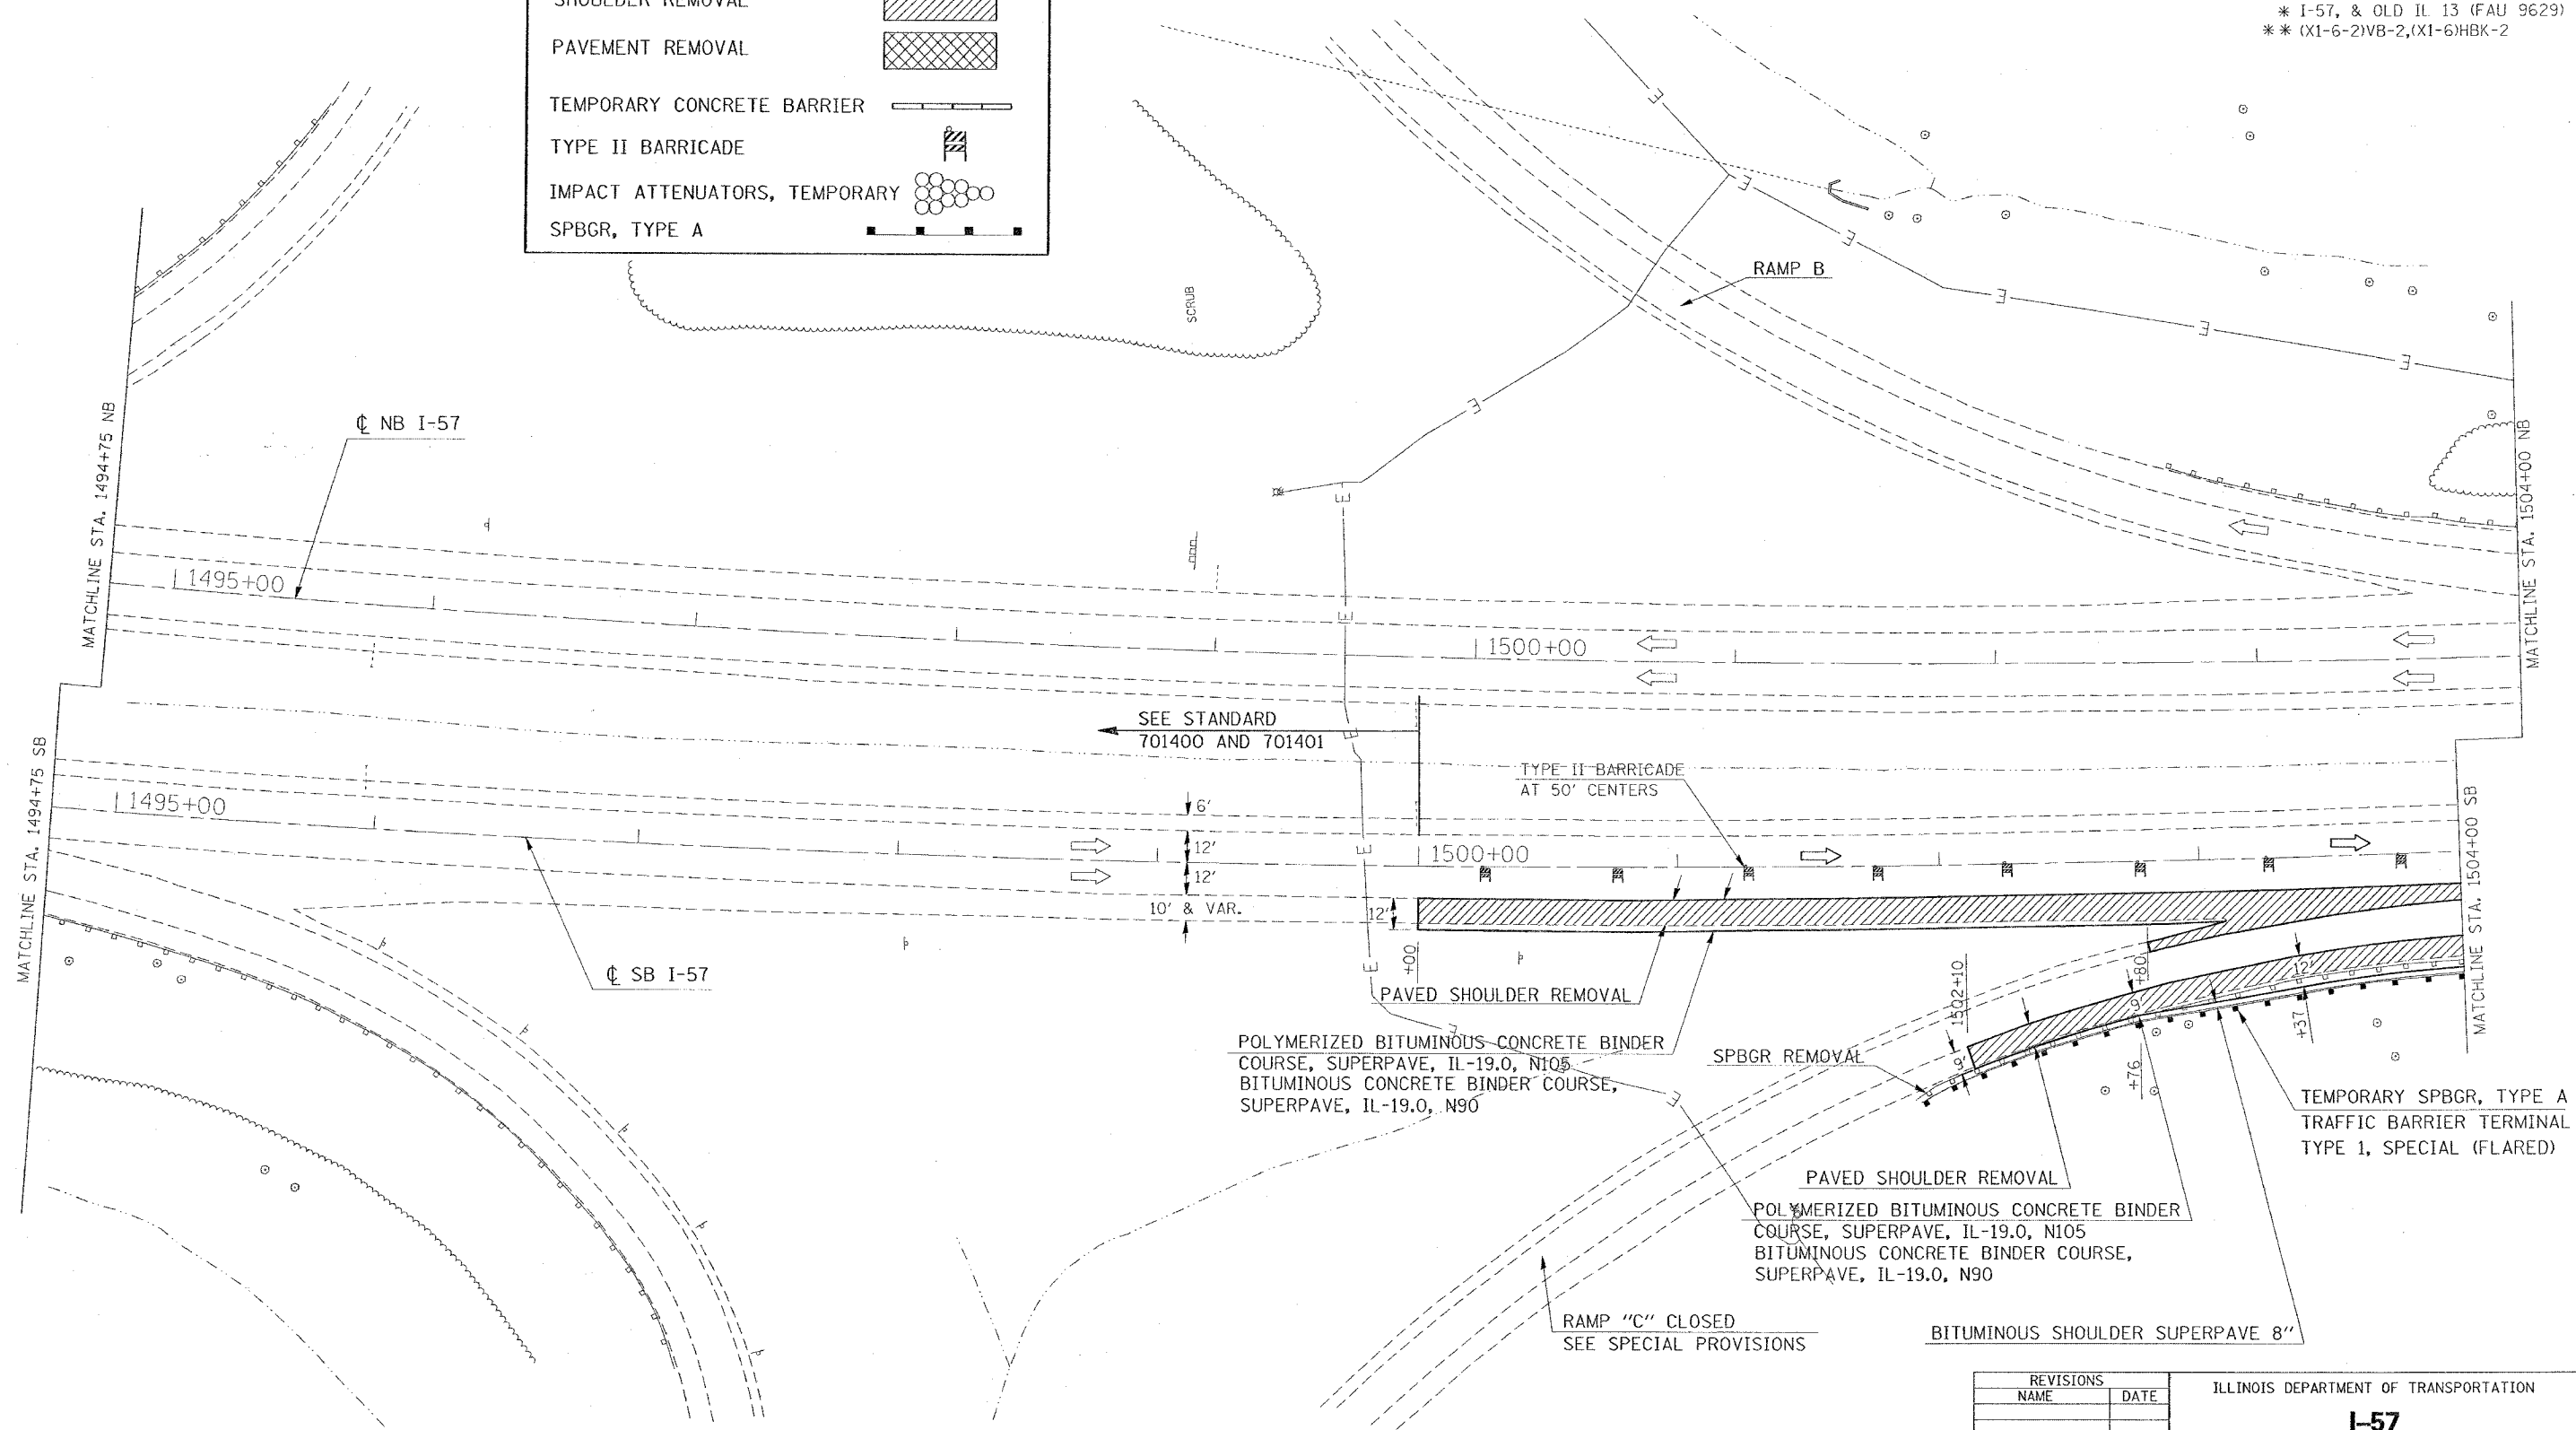 SHOULDER REMOVAL
PAVEMENT REMOVAL
TEMPORARY CONCRETE BARRIER
TYPE II BARRICADE
IMPACT ATTENUATORS, TEMPORARY
SPBGR, TYPE A
* I-57, & OLD IL 13 (FAU 9629)
** (X1-6-2)VB-2,(X1-6)HBK-2
SCRUB
RAMP B
℄ NB I-57
MATCHLINE STA. 1494+75 NB
MATCHLINE STA. 1504+00 NB
1495+00
1500+00
SEE STANDARD
701400 AND 701401
TYPE II BARRICADE
AT 50' CENTERS
MATCHLINE STA. 1494+75 SB
MATCHLINE STA. 1504+00 SB
1495+00
6'
12'
12'
10' & VAR.
1500+00
12'
+00
℄ SB I-57
PAVED SHOULDER REMOVAL
POLYMERIZED BITUMINOUS CONCRETE BINDER
COURSE, SUPERPAVE, IL-19.0, N105
BITUMINOUS CONCRETE BINDER COURSE,
SUPERPAVE, IL-19.0, N90
SPBGR REMOVAL
1502+10
9'
+80
9'
12'
+76
+37
TEMPORARY SPBGR, TYPE A
TRAFFIC BARRIER TERMINAL
TYPE 1, SPECIAL (FLARED)
PAVED SHOULDER REMOVAL
POLYMERIZED BITUMINOUS CONCRETE BINDER
COURSE, SUPERPAVE, IL-19.0, N105
BITUMINOUS CONCRETE BINDER COURSE,
SUPERPAVE, IL-19.0, N90
RAMP "C" CLOSED
SEE SPECIAL PROVISIONS
BITUMINOUS SHOULDER SUPERPAVE 8"
E E E E E E E E E E E E E E E E E
REVISIONS
NAME DATE
ILLINOIS DEPARTMENT OF TRANSPORTATION
I-57